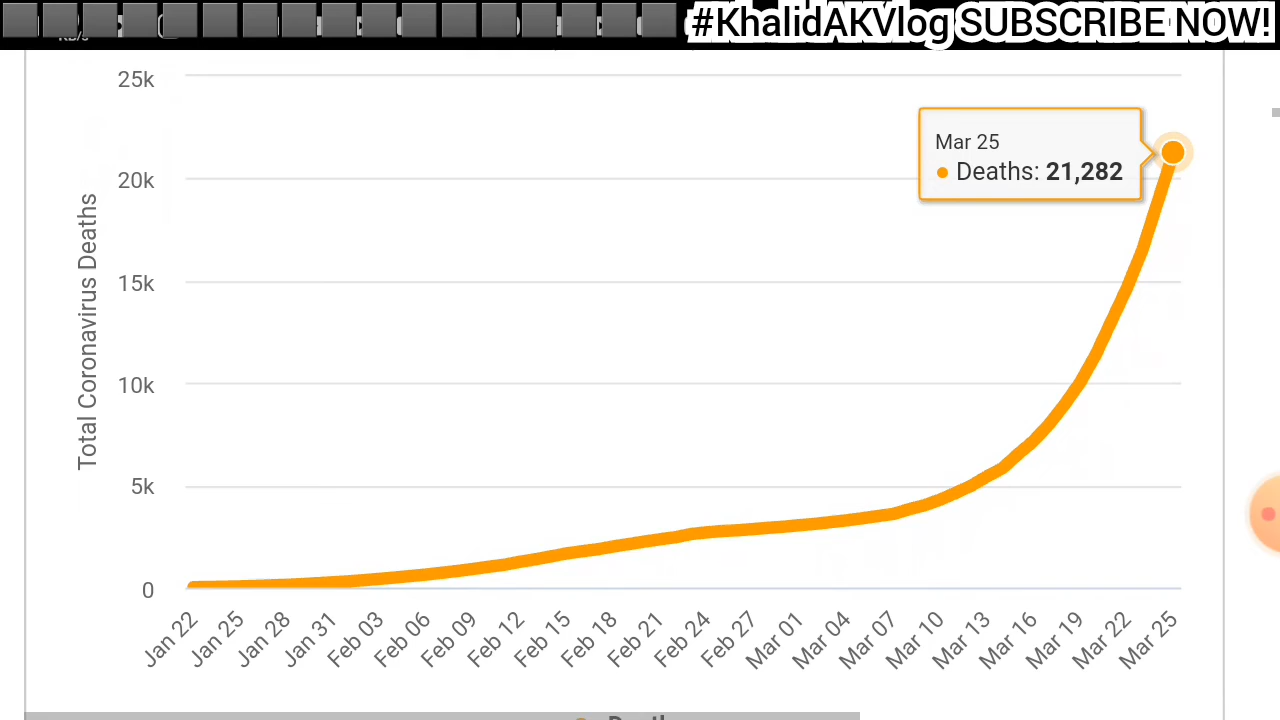 #KhalidAKVlog SUBSCRIBE NOW!
KB/s
25k
Mar 25
Deaths: 21,282
20k
15k
10k
5k
0
Total Coronavirus Deaths
Jan 22
Jan 25
Jan 28
Jan 31
Feb 03
Feb 06
Feb 09
Feb 12
Feb 15
Feb 18
Feb 21
Feb 24
Feb 27
Mar 01
Mar 04
Mar 07
Mar 10
Mar 13
Mar 16
Mar 19
Mar 22
Mar 25